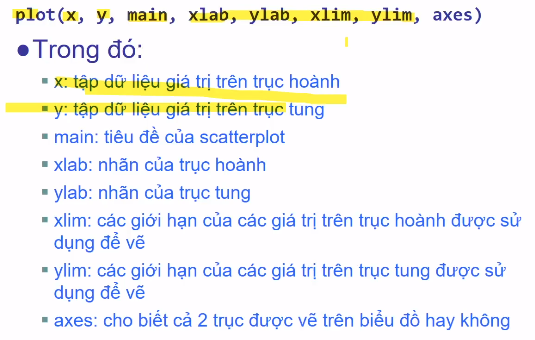 plot(x, y, main, xlab, ylab, xlim, ylim, axes)
●Trong đó:
▪ x: tập dữ liệu giá trị trên trục hoành
▪ y: tập dữ liệu giá trị trên trục tung
▪ main: tiêu đề của scatterplot
▪ xlab: nhãn của trục hoành
▪ ylab: nhãn của trục tung
▪ xlim: các giới hạn của các giá trị trên trục hoành được sử
dụng để vẽ
▪ ylim: các giới hạn của các giá trị trên trục tung được sử
dụng để vẽ
▪ axes: cho biết cả 2 trục được vẽ trên biểu đồ hay không